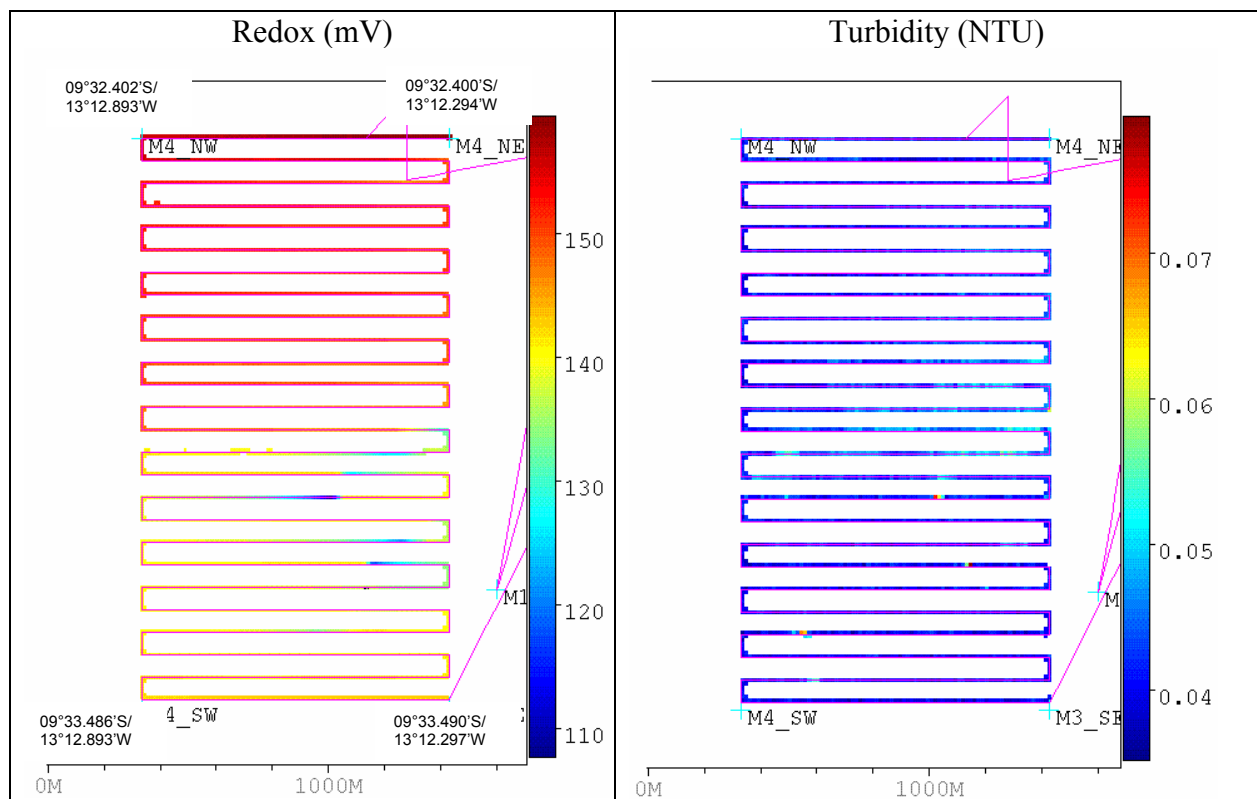 Redox (mV)
09°32.402'S/
13°12.893'W
09°32.400'S/
13°12.294'W
M4_NW
M4_NE
150
140
130
120
110
M1
4_SW
09°33.486'S/
13°12.893'W
09°33.490'S/
13°12.297'W
0M
1000M
Turbidity (NTU)
M4_NW
M4_NE
0.07
0.06
0.05
0.04
M
M4_SW
M3_SE
0M
1000M